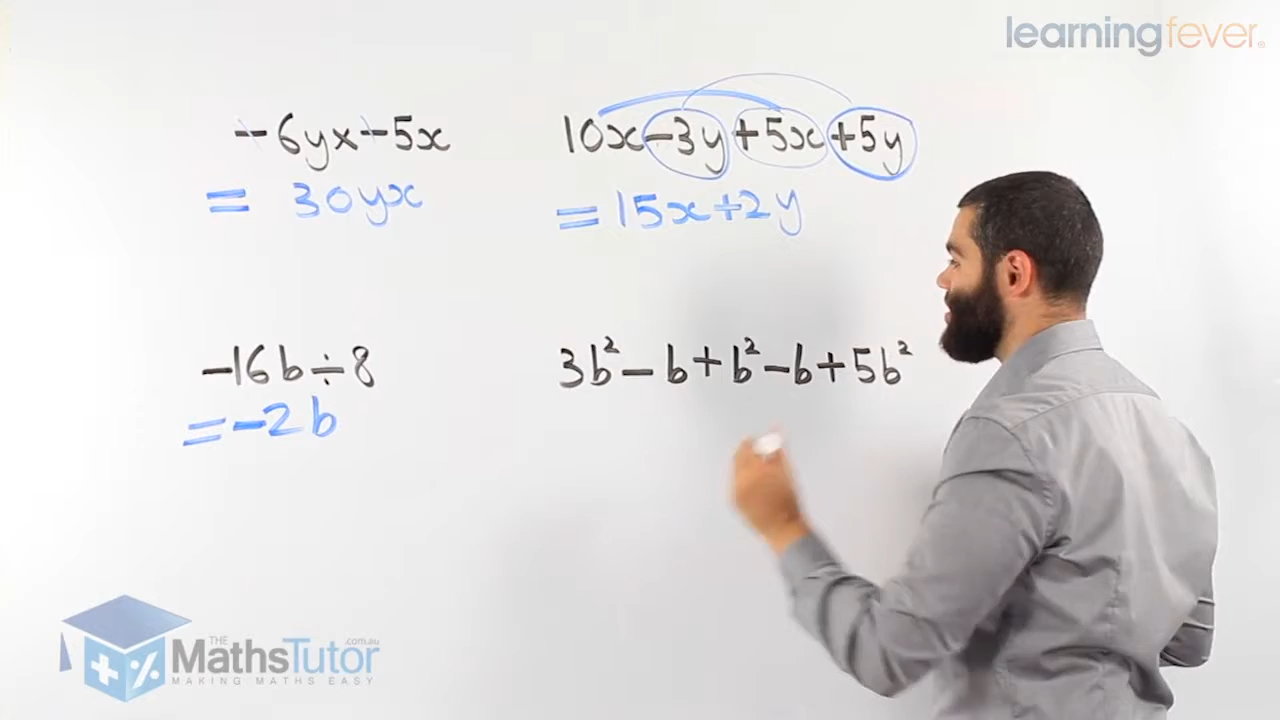 learningfever®
-6y×-5x
= 30yx
10x-3y+5x+5y
= 15x+2y
-16b÷8
=-2b
3b²-b+b²-b+5b²
THE MathsTutor .com.au
MAKING MATHS EASY